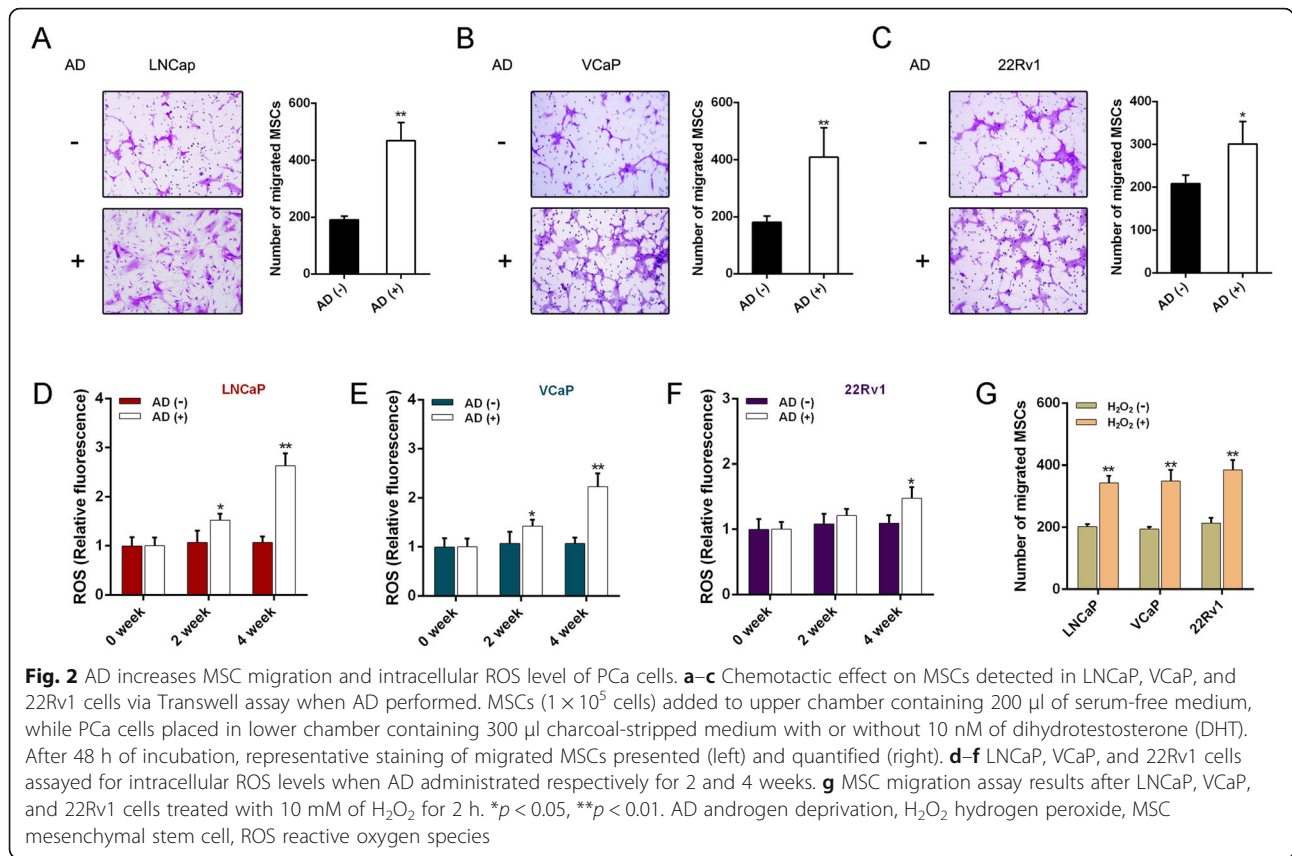 A
AD LNCap
-
+
Number of migrated MSCs
600
400
200
0
**
AD (-)
AD (+)
B
AD VCaP
-
+
Number of migrated MSCs
600
400
200
0
**
AD (-)
AD (+)
C
AD 22Rv1
-
+
Number of migrated MSCs
400
300
200
100
0
*
AD (-)
AD (+)
D
LNCaP
AD (-)
AD (+)
ROS (Relative fluorescence)
4
3
2
1
0
*
**
0 week
2 week
4 week
E
VCaP
AD (-)
AD (+)
ROS (Relative fluorescence)
4
3
2
1
0
*
**
0 week
2 week
4 week
F
22Rv1
AD (-)
AD (+)
ROS (Relative fluorescence)
3
2
1
0
*
0 week
2 week
4 week
G
H₂O₂ (-)
H₂O₂ (+)
Number of migrated MSCs
600
400
200
0
**
**
**
LNCaP
VCaP
22Rv1
Fig. 2 AD increases MSC migration and intracellular ROS level of PCa cells. a–c Chemotactic effect on MSCs detected in LNCaP, VCaP, and
22Rv1 cells via Transwell assay when AD performed. MSCs (1 × 10⁵ cells) added to upper chamber containing 200 μl of serum-free medium,
while PCa cells placed in lower chamber containing 300 μl charcoal-stripped medium with or without 10 nM of dihydrotestosterone (DHT).
After 48 h of incubation, representative staining of migrated MSCs presented (left) and quantified (right). d–f LNCaP, VCaP, and 22Rv1 cells
assayed for intracellular ROS levels when AD administrated respectively for 2 and 4 weeks. g MSC migration assay results after LNCaP, VCaP,
and 22Rv1 cells treated with 10 mM of H₂O₂ for 2 h. *p < 0.05, **p < 0.01. AD androgen deprivation, H₂O₂ hydrogen peroxide, MSC
mesenchymal stem cell, ROS reactive oxygen species